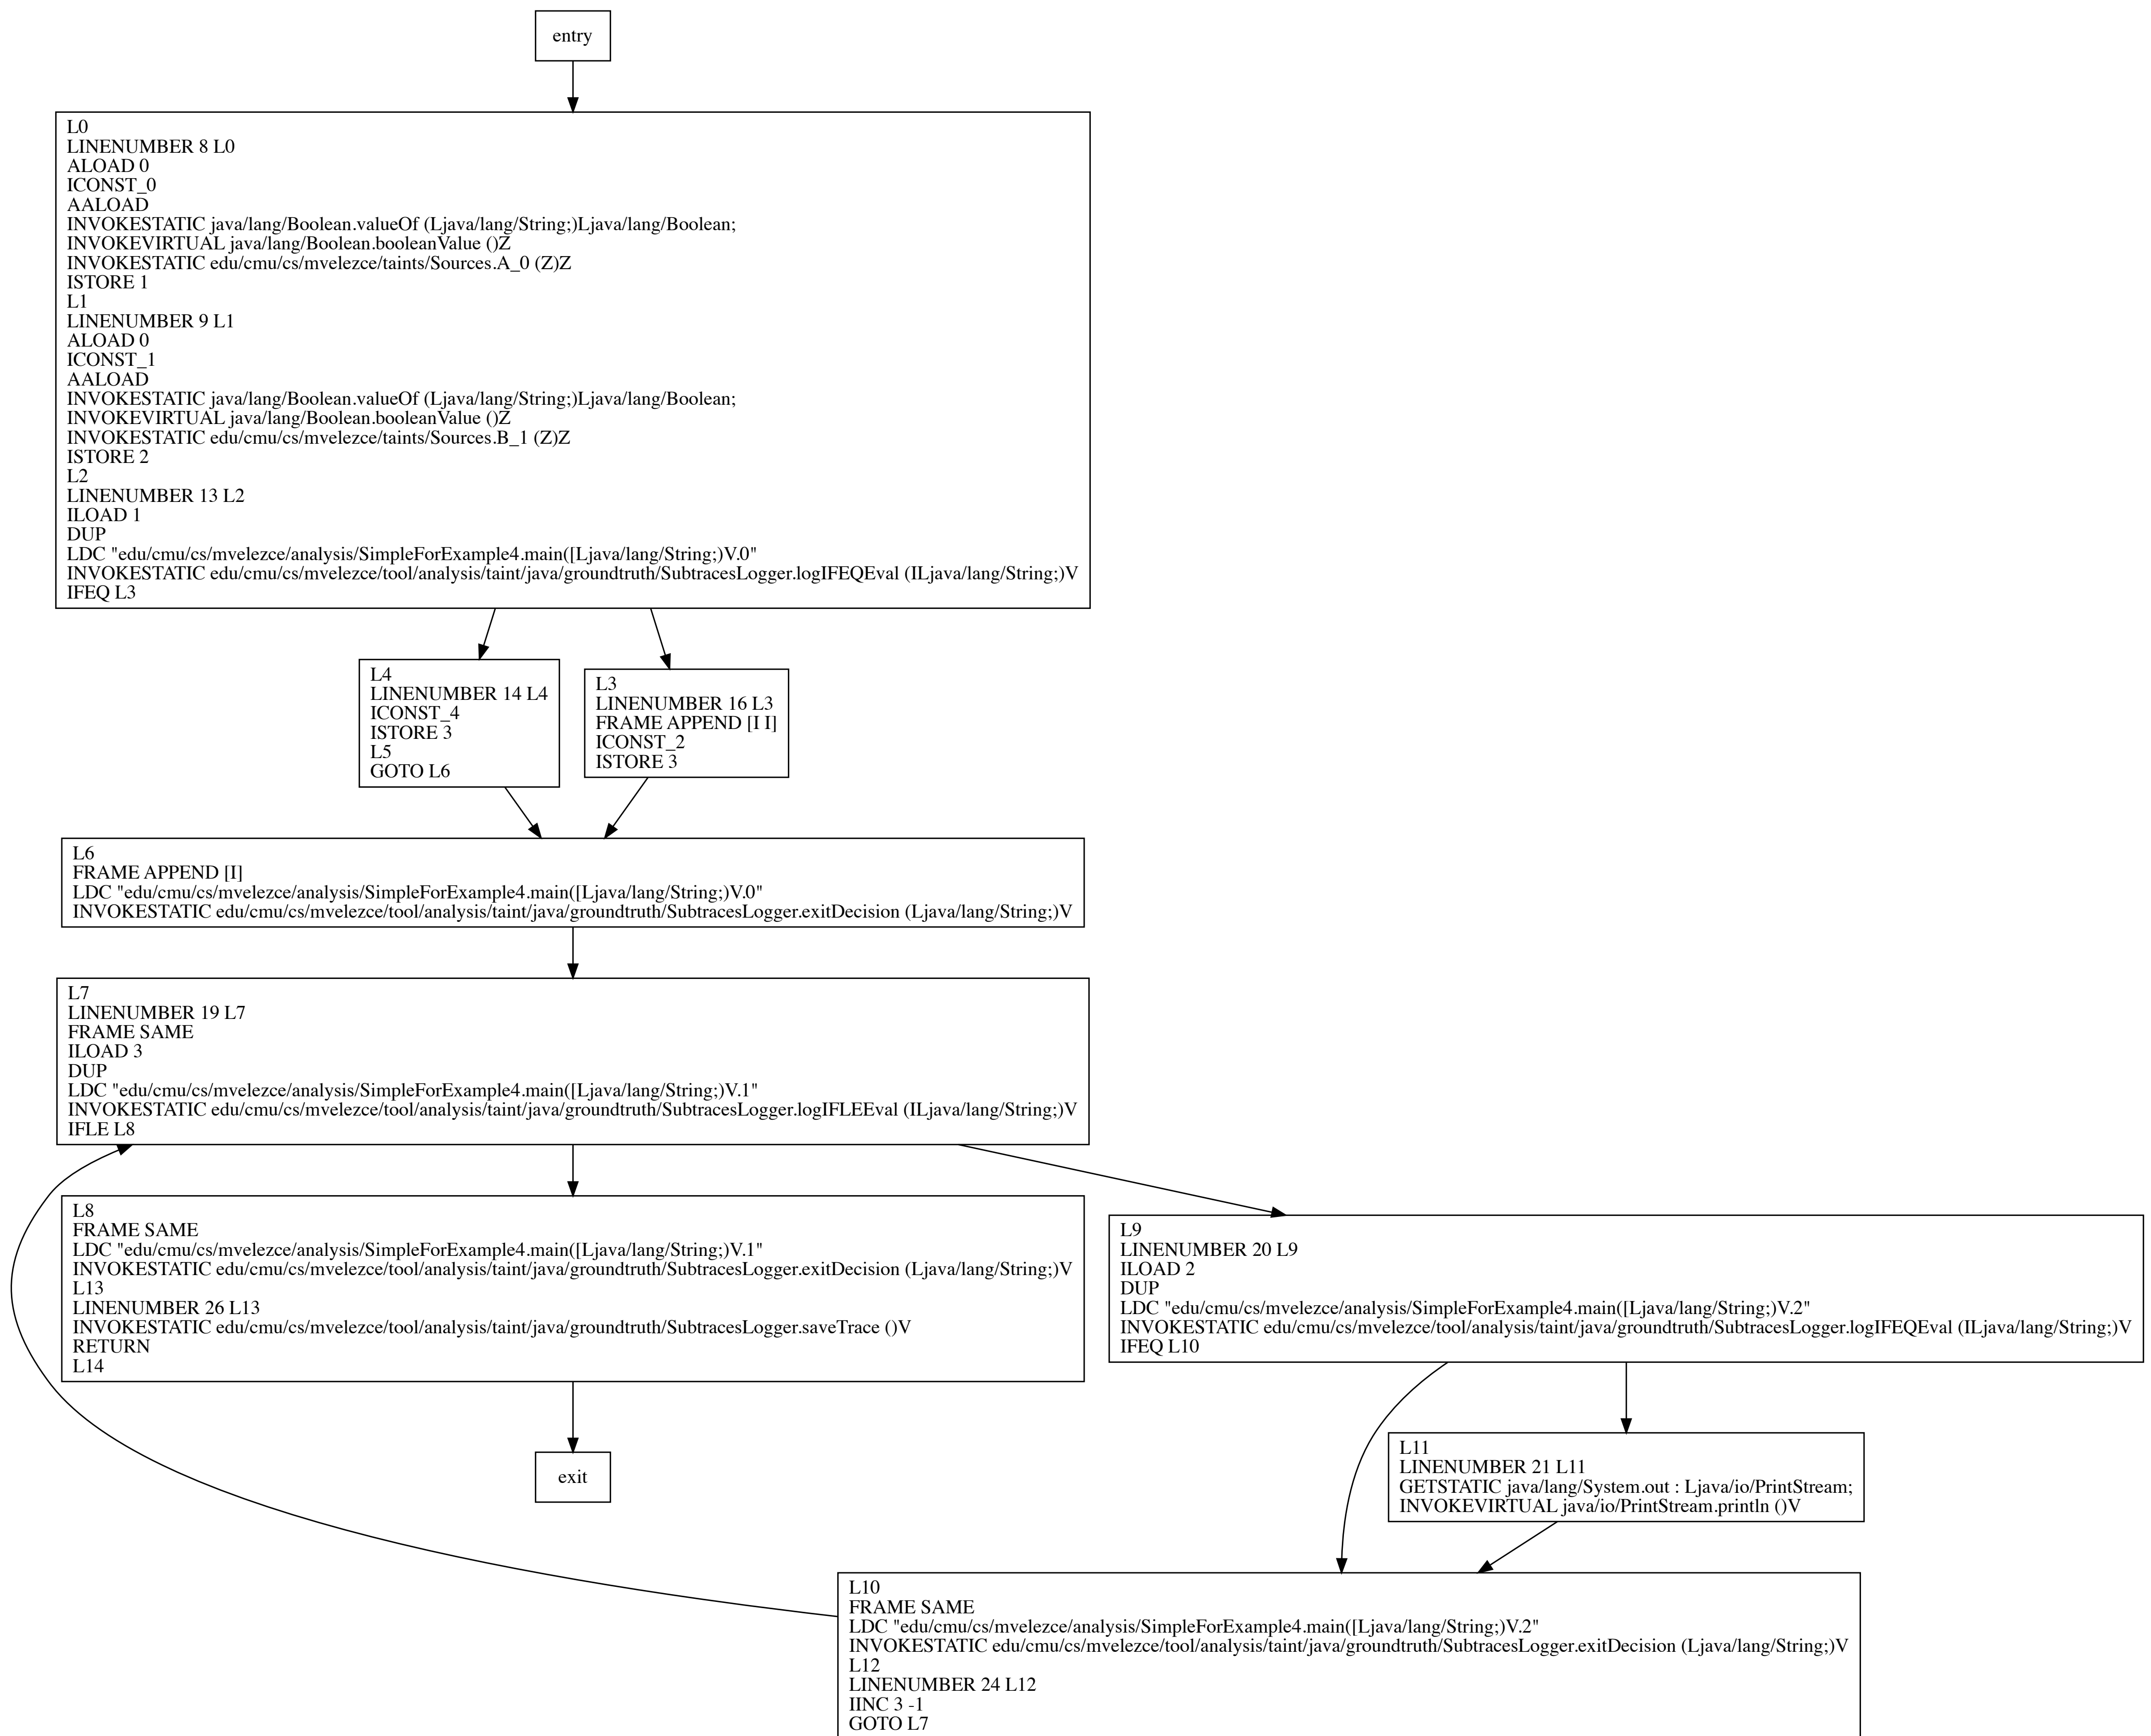 entry
L0
LINENUMBER 8 L0
ALOAD 0
ICONST_0
AALOAD
INVOKESTATIC java/lang/Boolean.valueOf (Ljava/lang/String;)Ljava/lang/Boolean;
INVOKEVIRTUAL java/lang/Boolean.booleanValue ()Z
INVOKESTATIC edu/cmu/cs/mvelezce/taints/Sources.A_0 (Z)Z
ISTORE 1
L1
LINENUMBER 9 L1
ALOAD 0
ICONST_1
AALOAD
INVOKESTATIC java/lang/Boolean.valueOf (Ljava/lang/String;)Ljava/lang/Boolean;
INVOKEVIRTUAL java/lang/Boolean.booleanValue ()Z
INVOKESTATIC edu/cmu/cs/mvelezce/taints/Sources.B_1 (Z)Z
ISTORE 2
L2
LINENUMBER 13 L2
ILOAD 1
DUP
LDC "edu/cmu/cs/mvelezce/analysis/SimpleForExample4.main([Ljava/lang/String;)V.0"
INVOKESTATIC edu/cmu/cs/mvelezce/tool/analysis/taint/java/groundtruth/SubtracesLogger.logIFEQEval (ILjava/lang/String;)V
IFEQ L3
L4
LINENUMBER 14 L4
ICONST_4
ISTORE 3
L5
GOTO L6
L3
LINENUMBER 16 L3
FRAME APPEND [I I]
ICONST_2
ISTORE 3
L6
FRAME APPEND [I]
LDC "edu/cmu/cs/mvelezce/analysis/SimpleForExample4.main([Ljava/lang/String;)V.0"
INVOKESTATIC edu/cmu/cs/mvelezce/tool/analysis/taint/java/groundtruth/SubtracesLogger.exitDecision (Ljava/lang/String;)V
L7
LINENUMBER 19 L7
FRAME SAME
ILOAD 3
DUP
LDC "edu/cmu/cs/mvelezce/analysis/SimpleForExample4.main([Ljava/lang/String;)V.1"
INVOKESTATIC edu/cmu/cs/mvelezce/tool/analysis/taint/java/groundtruth/SubtracesLogger.logIFLEEval (ILjava/lang/String;)V
IFLE L8
L8
FRAME SAME
LDC "edu/cmu/cs/mvelezce/analysis/SimpleForExample4.main([Ljava/lang/String;)V.1"
INVOKESTATIC edu/cmu/cs/mvelezce/tool/analysis/taint/java/groundtruth/SubtracesLogger.exitDecision (Ljava/lang/String;)V
L13
LINENUMBER 26 L13
INVOKESTATIC edu/cmu/cs/mvelezce/tool/analysis/taint/java/groundtruth/SubtracesLogger.saveTrace ()V
RETURN
L14
L9
LINENUMBER 20 L9
ILOAD 2
DUP
LDC "edu/cmu/cs/mvelezce/analysis/SimpleForExample4.main([Ljava/lang/String;)V.2"
INVOKESTATIC edu/cmu/cs/mvelezce/tool/analysis/taint/java/groundtruth/SubtracesLogger.logIFEQEval (ILjava/lang/String;)V
IFEQ L10
exit
L11
LINENUMBER 21 L11
GETSTATIC java/lang/System.out : Ljava/io/PrintStream;
INVOKEVIRTUAL java/io/PrintStream.println ()V
L10
FRAME SAME
LDC "edu/cmu/cs/mvelezce/analysis/SimpleForExample4.main([Ljava/lang/String;)V.2"
INVOKESTATIC edu/cmu/cs/mvelezce/tool/analysis/taint/java/groundtruth/SubtracesLogger.exitDecision (Ljava/lang/String;)V
L12
LINENUMBER 24 L12
IINC 3 -1
GOTO L7